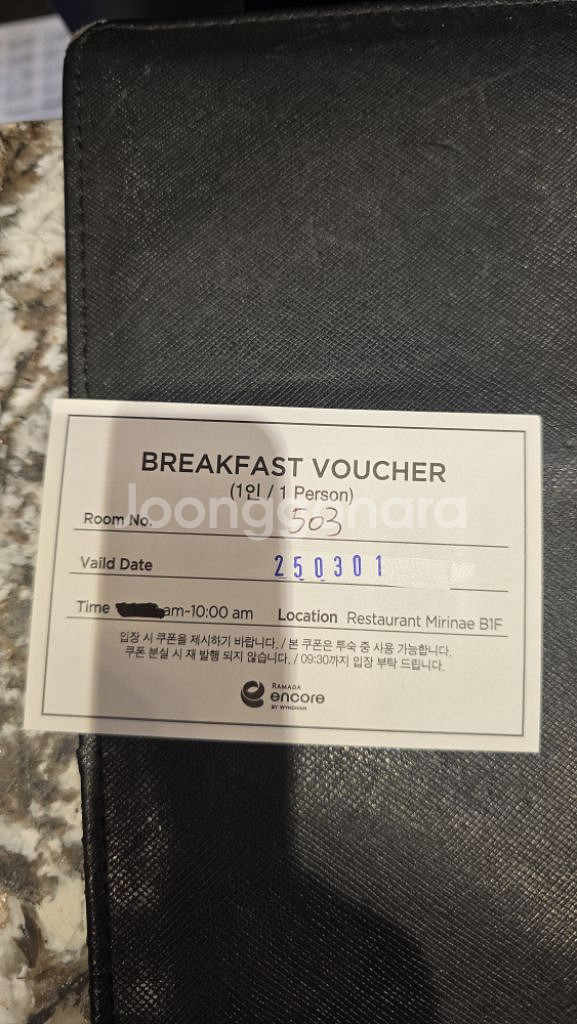 BREAKFAST VOUCHER
(1인 / 1 Person)
Room No. 503
Vaild Date 250301
Time am-10:00 am Location Restaurant Mirinae B1F
입장 시 쿠폰을 제시하기 바랍니다. / 본 쿠폰은 투숙 중 사용 가능합니다.
쿠폰 분실 시 재 발행 되지 않습니다. / 09:30까지 입장 부탁 드립니다.
RAMADA
encore
BY WYNDHAM